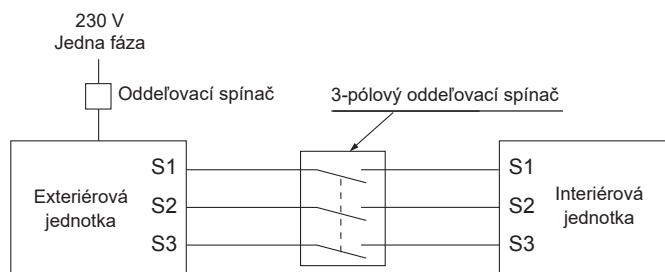 230 V
Jedna fáza
Oddeľovací spínač
3-pólový oddeľovací spínač
Exteriérová
jednotka
S1
S2
S3
S1
S2
S3
Interiérová
jednotka